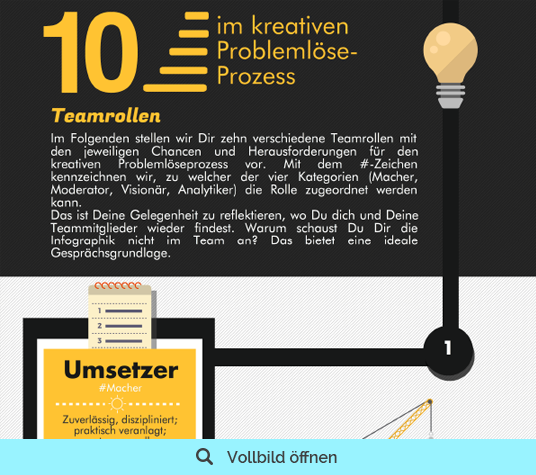 10
im kreativen
Problemlöse-
Prozess
Teamrollen
Im Folgenden stellen wir Dir zehn verschiedene Teamrollen mit
den jeweiligen Chancen und Herausforderungen für den
kreativen Problemlöseprozess vor. Mit dem #-Zeichen
kennzeichnen wir, zu welcher der vier Kategorien (Macher,
Moderator, Visionär, Analytiker) die Rolle zugeordnet werden
kann.
Das ist Deine Gelegenheit zu reflektieren, wo Du dich und Deine
Teammitglieder wieder findest. Warum schaust Du Dir die
Infographik nicht im Team an? Das bietet eine ideale
Gesprächsgrundlage.
1
2
3
1
Umsetzer
#Macher
Zuverlässig, diszipliniert;
praktisch veranlagt;
Vollbild öffnen